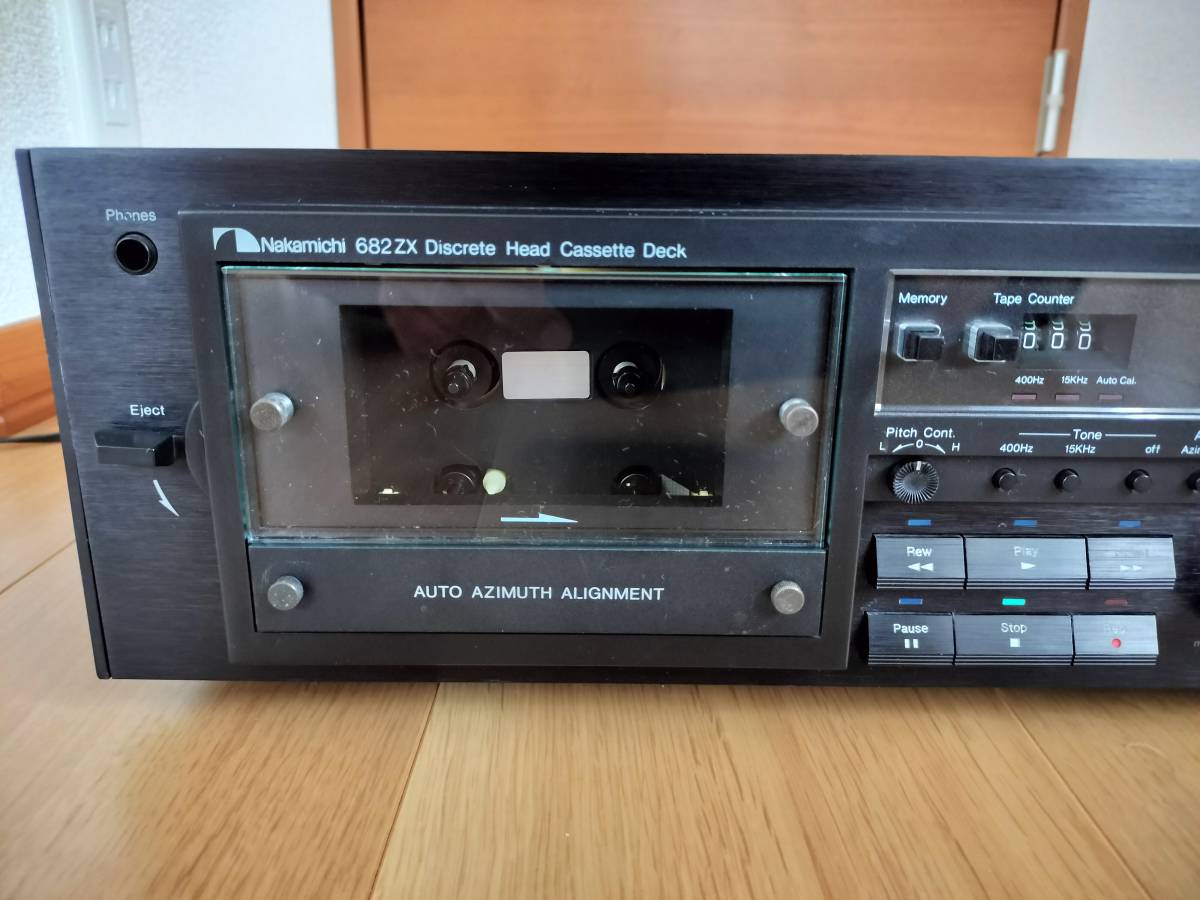 Phones
Nakamichi 682ZX Discrete Head Cassette Deck
Memory
Tape Counter
000
400Hz 15KHz Auto Cal.
Eject
Pitch Cont.
L 0 H
Tone
400Hz 15KHz off
Rew
Play
AUTO AZIMUTH ALIGNMENT
Pause
Stop
Rec